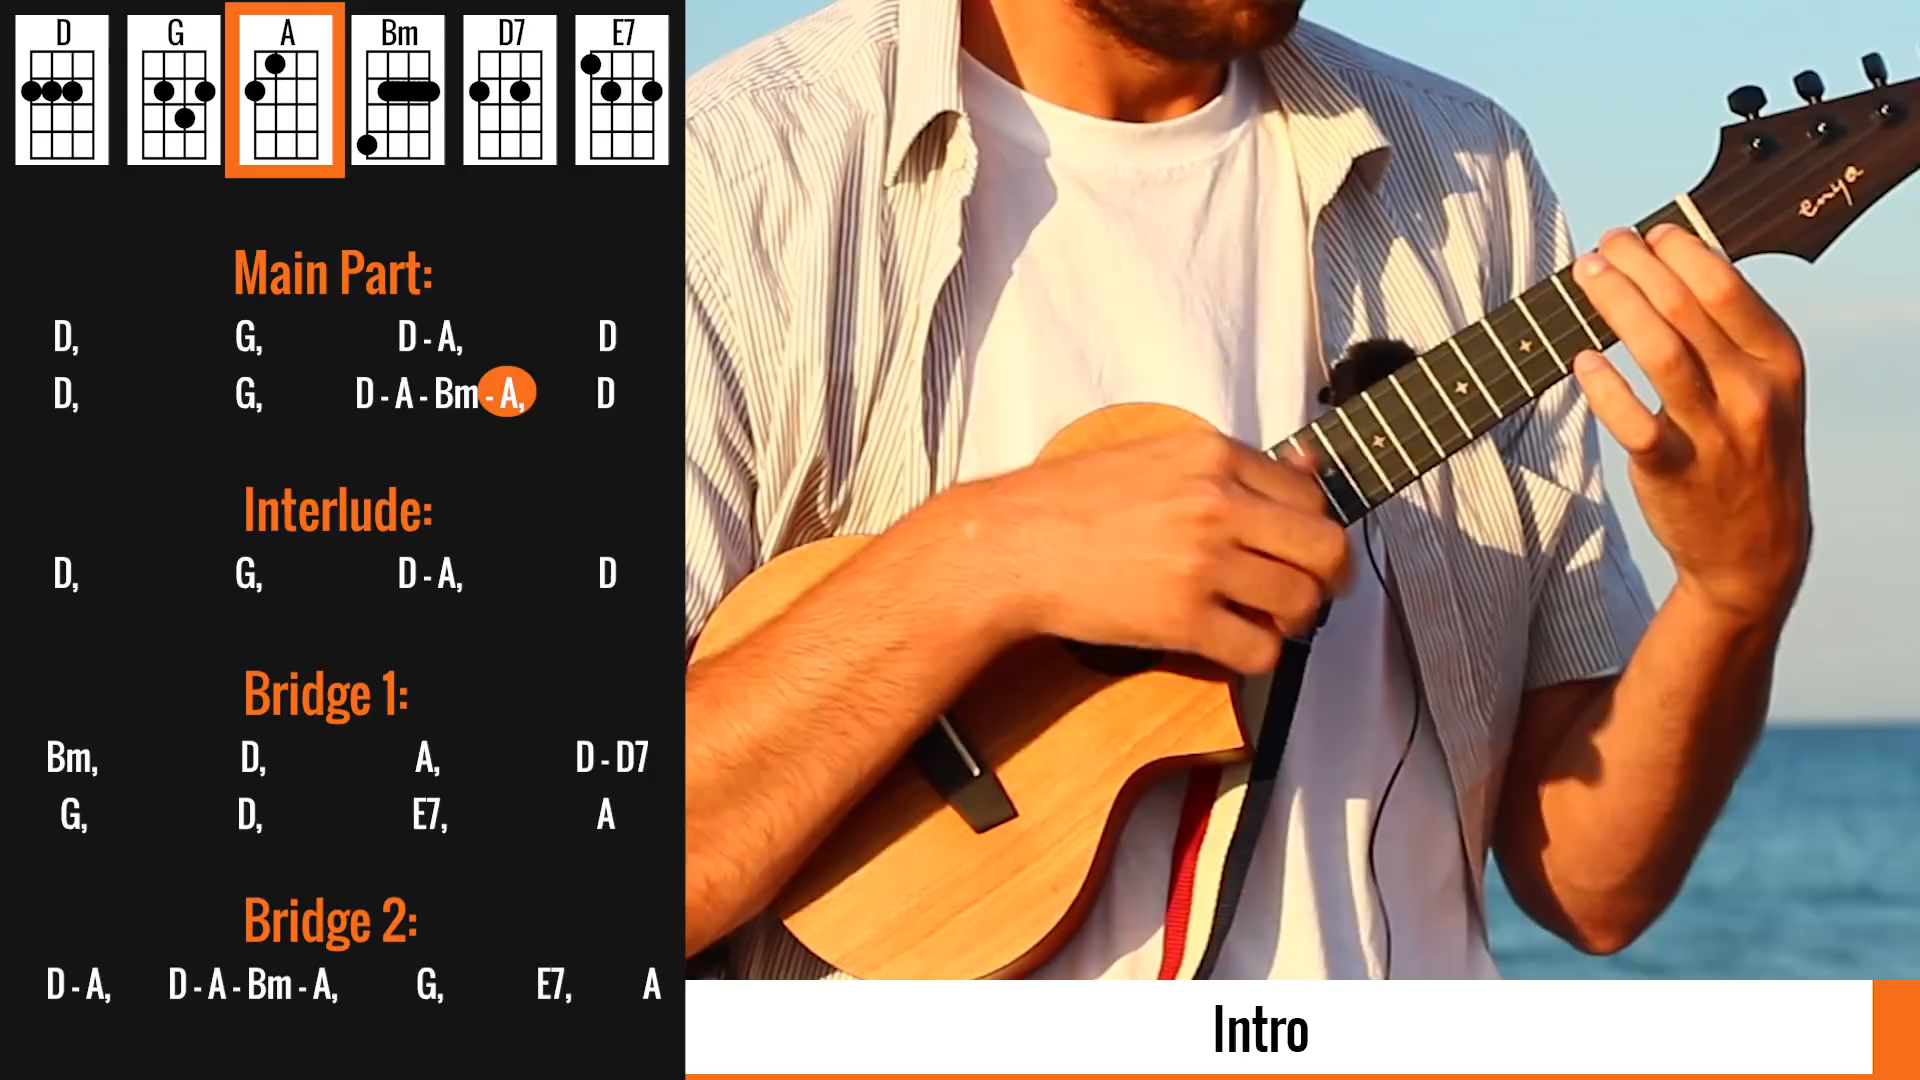 D G A Bm D7 E7
Main Part:
D, G, D - A, D
D, G, D - A - Bm - A, D
Interlude:
D, G, D - A, D
Bridge 1:
Bm, D, A, D - D7
G, D, E7, A
Bridge 2:
D - A, D - A - Bm - A, G, E7, A
enya
Intro